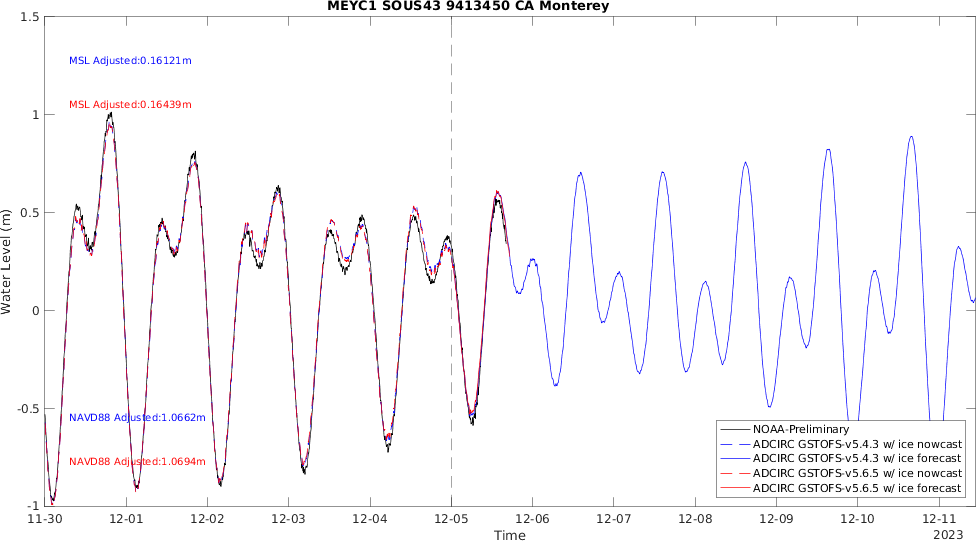 MEYC1 SOUS43 9413450 CA Monterey
1.5
1
0.5
0
-0.5
-1
Water Level (m)
MSL Adjusted:0.16121m
MSL Adjusted:0.16439m
NAVD88 Adjusted:1.0662m
NAVD88 Adjusted:1.0694m
NOAA-Preliminary
ADCIRC GSTOFS-v5.4.3 w/ ice nowcast
ADCIRC GSTOFS-v5.4.3 w/ ice forecast
ADCIRC GSTOFS-v5.6.5 w/ ice nowcast
ADCIRC GSTOFS-v5.6.5 w/ ice forecast
11-30 12-01 12-02 12-03 12-04 12-05 12-06 12-07 12-08 12-09 12-10 12-11
Time
2023